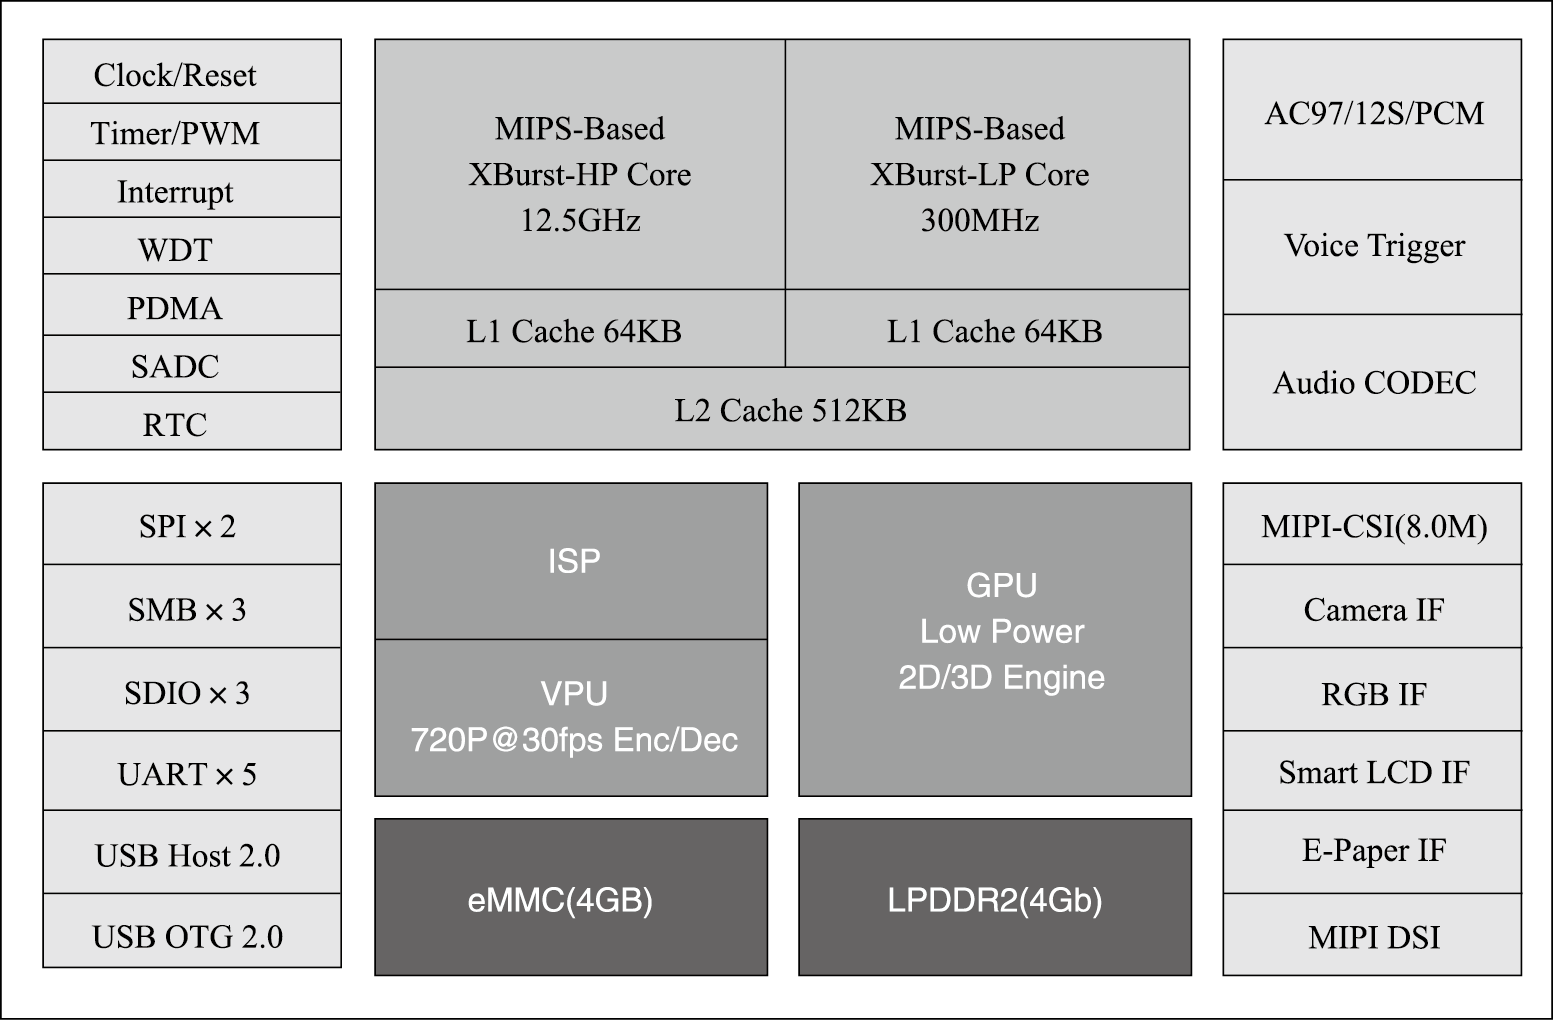 Clock/Reset
Timer/PWM
Interrupt
WDT
PDMA
SADC
RTC
MIPS-Based
XBurst-HP Core
12.5GHz
MIPS-Based
XBurst-LP Core
300MHz
L1 Cache 64KB
L1 Cache 64KB
L2 Cache 512KB
AC97/12S/PCM
Voice Trigger
Audio CODEC
SPI × 2
SMB × 3
SDIO × 3
UART × 5
USB Host 2.0
USB OTG 2.0
ISP
VPU
720P@30fps Enc/Dec
GPU
Low Power
2D/3D Engine
eMMC(4GB)
LPDDR2(4Gb)
MIPI-CSI(8.0M)
Camera IF
RGB IF
Smart LCD IF
E-Paper IF
MIPI DSI